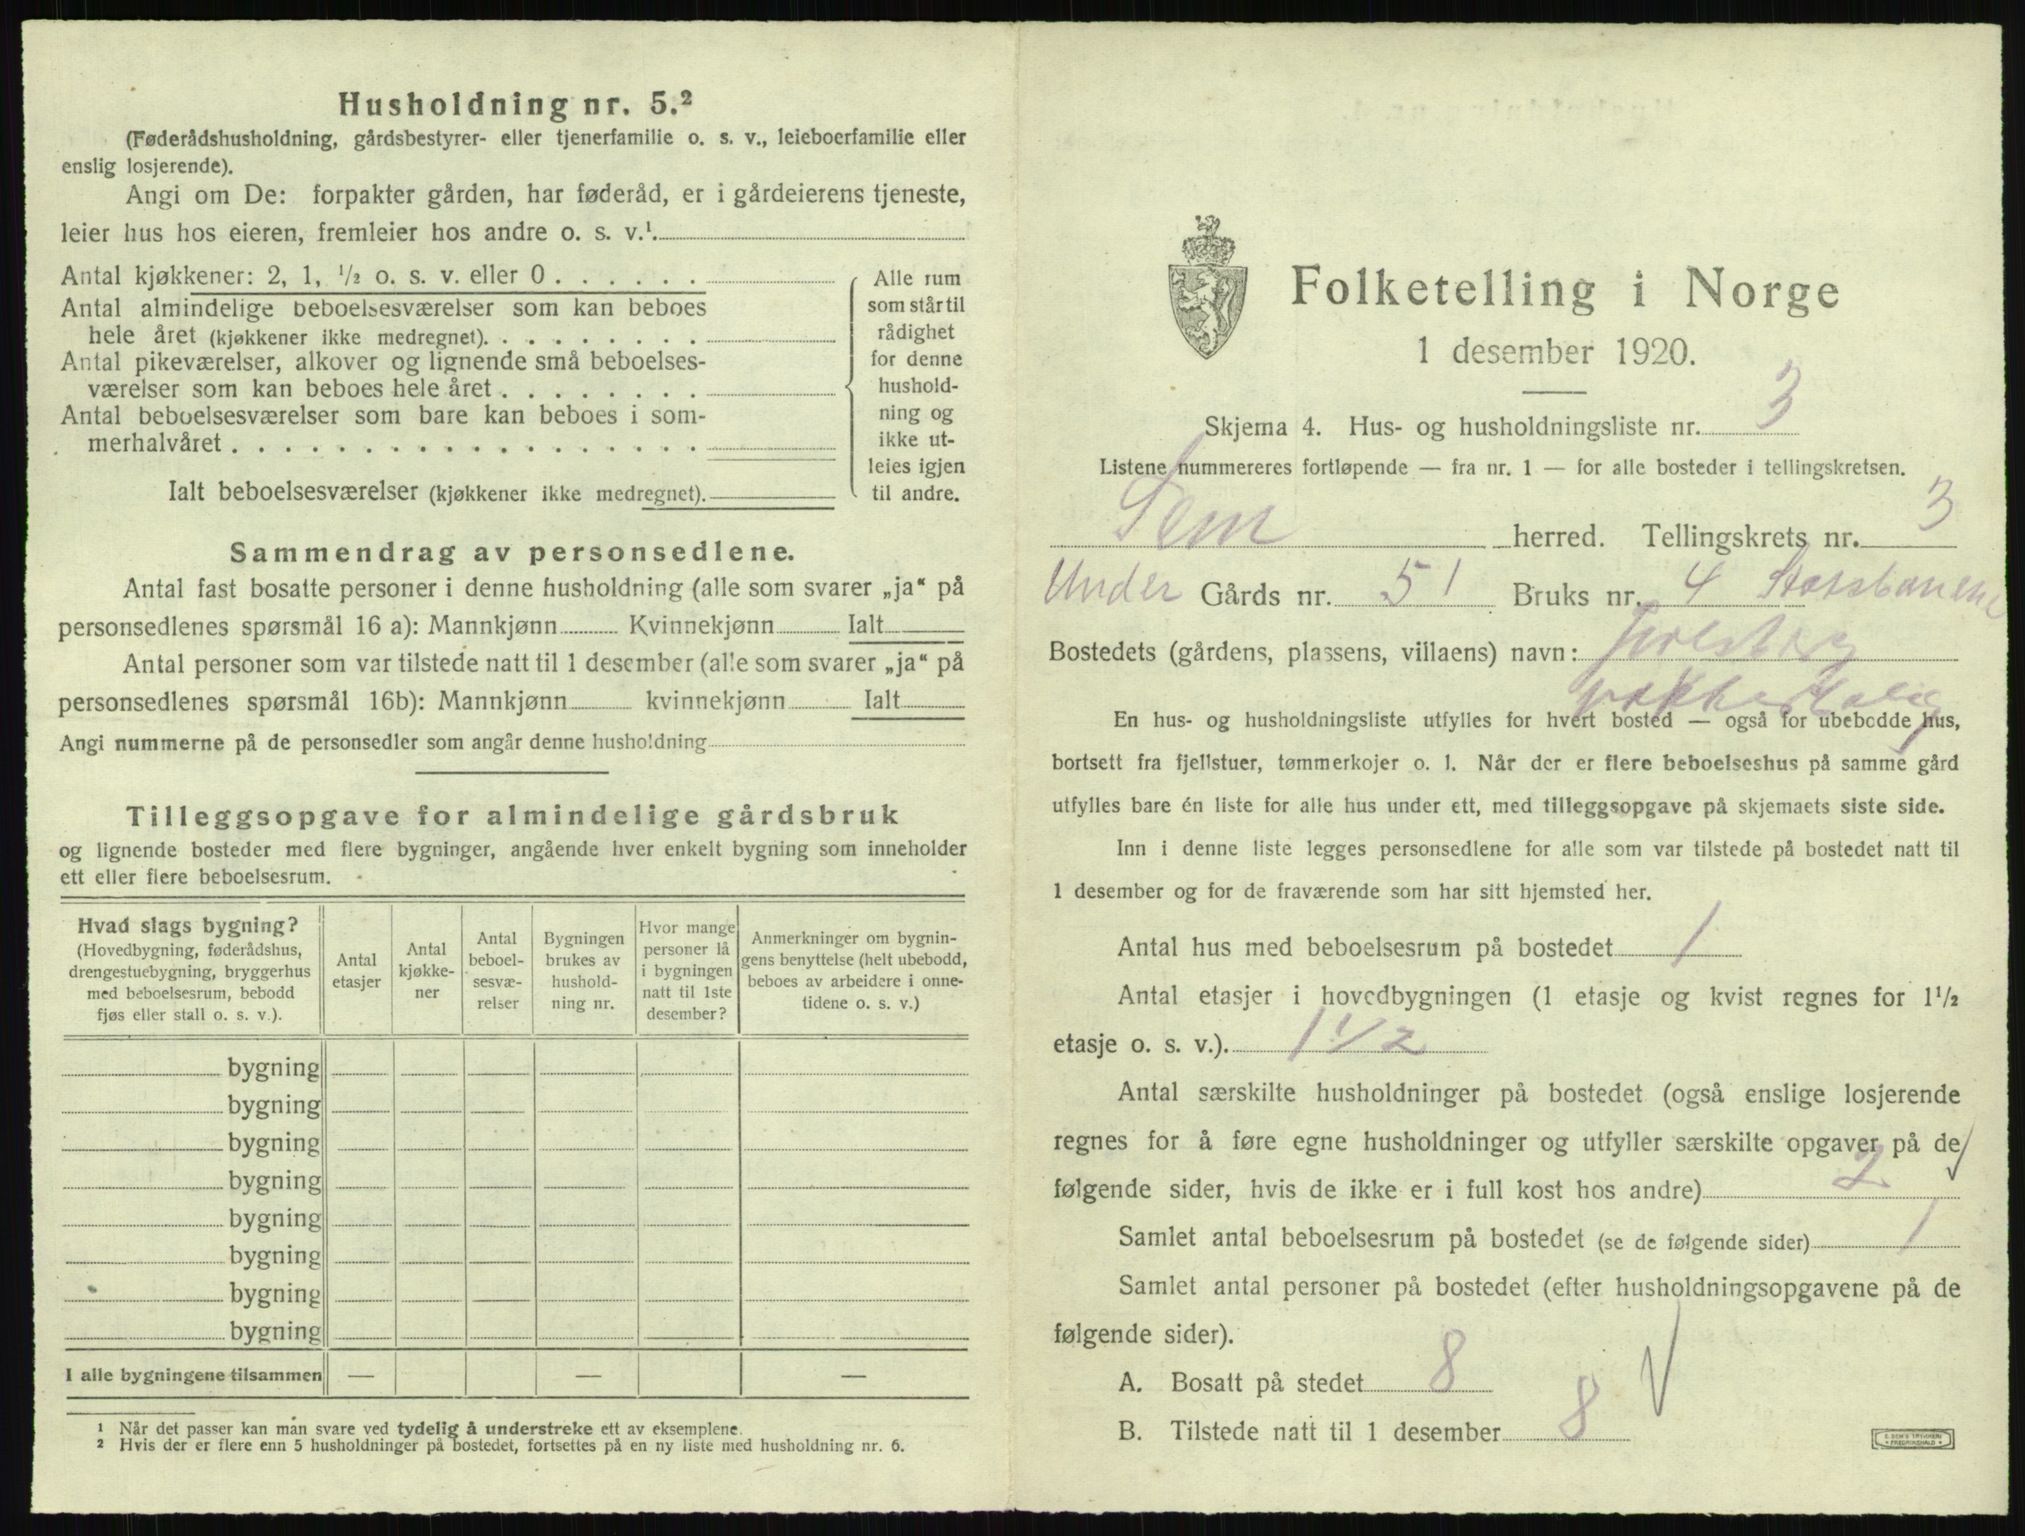 Husholdning nr. 5.²
(Føderådshusholdning, gårdsbestyrer- eller tjenerfamilie o. s. v., leieboerfamilie eller
enslig losjerende).
Angi om De: forpakter gården, har føderåd, er i gårdeierens tjeneste,
leier hus hos eieren, fremleier hos andre o. s. v.¹
Antal kjøkkener: 2, 1, ½ o. s. v. eller 0 . . . . . .
Antal almindelige beboelsesværelser som kan beboes
hele året (kjøkkener ikke medregnet). . . . . . . . .
Antal pikeværelser, alkover og lignende små beboelses-
værelser som kan beboes hele året . . . . . . . .
Antal beboelsesværelser som bare kan beboes i som-
merhalvåret . . . . . . . . . . . . . . . . . .
Ialt beboelsesværelser (kjøkkener ikke medregnet).
Alle rum
som står til
rådighet
for denne
hushold-
ning og
ikke ut-
leies igjen
til andre.
Sammendrag av personsedlene.
Antal fast bosatte personer i denne husholdning (alle som svarer „ja“ på
personsedlenes spørsmål 16 a): Mannkjønn Kvinnekjønn Ialt
Antal personer som var tilstede natt til 1 desember (alle som svarer „ja“ på
personsedlenes spørsmål 16b): Mannkjønn kvinnekjønn Ialt
Angi nummerne på de personsedler som angår denne husholdning
Tilleggsopgave for almindelige gårdsbruk
og lignende bosteder med flere bygninger, angående hver enkelt bygning som inneholder
ett eller flere beboelsesrum.
Hvad slags bygning?
(Hovedbygning, føderådshus,
drengestuebygning, bryggerhus
med beboelsesrum, bebodd
fjøs eller stall o. s. v.).
Antal
etasjer
Antal
kjøkke-
ner
Antal
beboel-
sesvæ-
relser
Bygningen
brukes av
hushold-
ning nr.
Hvor mange
personer lå
i bygningen
natt til 1ste
desember?
Anmerkninger om bygnin-
gens benyttelse (helt ubebodd,
beboes av arbeidere i onne-
tidene o. s. v.)
bygning
bygning
bygning
bygning
bygning
bygning
bygning
bygning
I alle bygningene tilsammen — — —
¹ Når det passer kan man svare ved tydelig å understreke ett av eksemplene.
² Hvis der er flere enn 5 husholdninger på bostedet, fortsettes på en ny liste med husholdning nr. 6.
Folketelling i Norge
1 desember 1920.
Skjema 4. Hus- og husholdningsliste nr. 3
Listene nummereres fortløpende — fra nr. 1 — for alle bosteder i tellingskretsen.
Sem herred. Tellingskrets nr. 3
Under Gårds nr. 51 Bruks nr. 4 Statsbanene
Bostedets (gårdens, plassens, villaens) navn:
En hus- og husholdningsliste utfylles for hvert bosted — også for ubebodde hus,
bortsett fra fjellstuer, tømmerkojer o. l. Når der er flere beboelseshus på samme gård
utfylles bare én liste for alle hus under ett, med tilleggsopgave på skjemaets siste side.
Inn i denne liste legges personsedlene for alle som var tilstede på bostedet natt til
1 desember og for de fraværende som har sitt hjemsted her.
Antal hus med beboelsesrum på bostedet 1
Antal etasjer i hovedbygningen (1 etasje og kvist regnes for 1½
etasje o. s. v.). 1 1/2
Antal særskilte husholdninger på bostedet (også enslige losjerende
regnes for å føre egne husholdninger og utfyller særskilte opgaver på de
følgende sider, hvis de ikke er i full kost hos andre) 2
Samlet antal beboelsesrum på bostedet (se de følgende sider) 1
Samlet antal personer på bostedet (efter husholdningsopgavene på de
følgende sider).
A. Bosatt på stedet 8
B. Tilstede natt til 1 desember 8